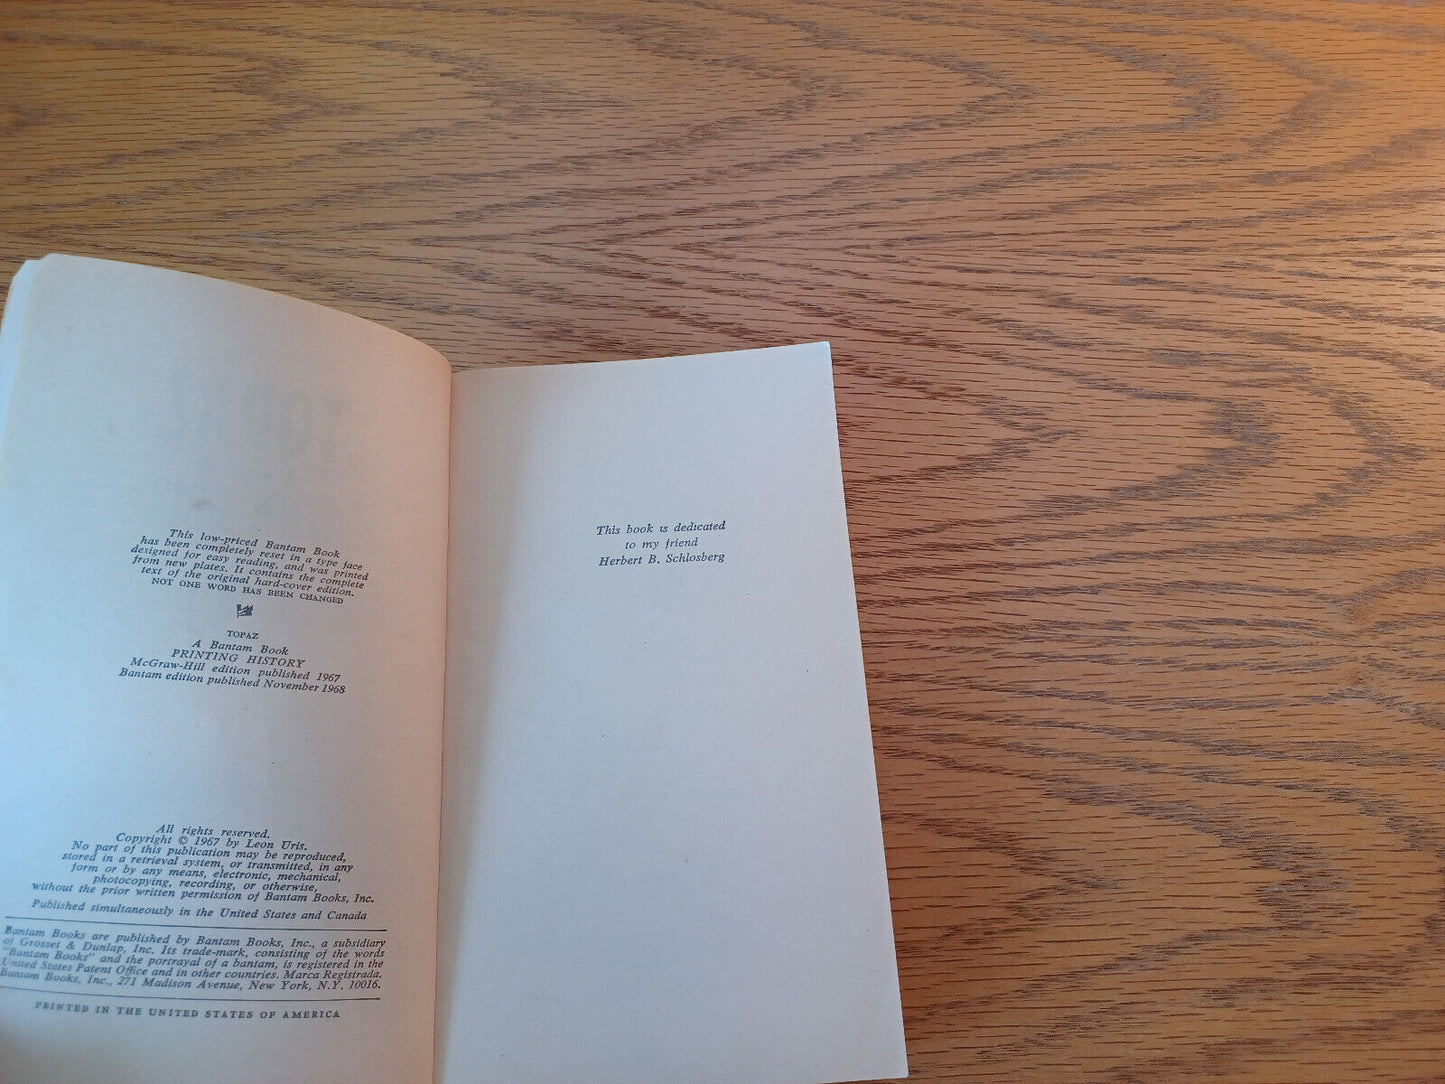 This low-priced Bantam Book
has been completely reset in a type face
designed for easy reading, and was printed
from new plates. It contains the complete
text of the original hard-cover edition.
NOT ONE WORD HAS BEEN CHANGED
TOPAZ
A Bantam Book
PRINTING HISTORY
McGraw-Hill edition published 1967
Bantam edition published November 1968
All rights reserved.
Copyright © 1967 by Leon Uris.
No part of this publication may be reproduced,
stored in a retrieval system, or transmitted, in any
form or by any means, electronic, mechanical,
photocopying, recording, or otherwise,
without the prior written permission of Bantam Books, Inc.
Published simultaneously in the United States and Canada
Bantam Books are published by Bantam Books, Inc., a subsidiary
of Grosset & Dunlap, Inc. Its trade-mark, consisting of the words
"Bantam Books" and the portrayal of a bantam, is registered in the
United States Patent Office and in other countries. Marca Registrada.
Bantam Books, Inc., 271 Madison Avenue, New York, N.Y. 10016.
PRINTED IN THE UNITED STATES OF AMERICA
This book is dedicated
to my friend
Herbert B. Schlosberg